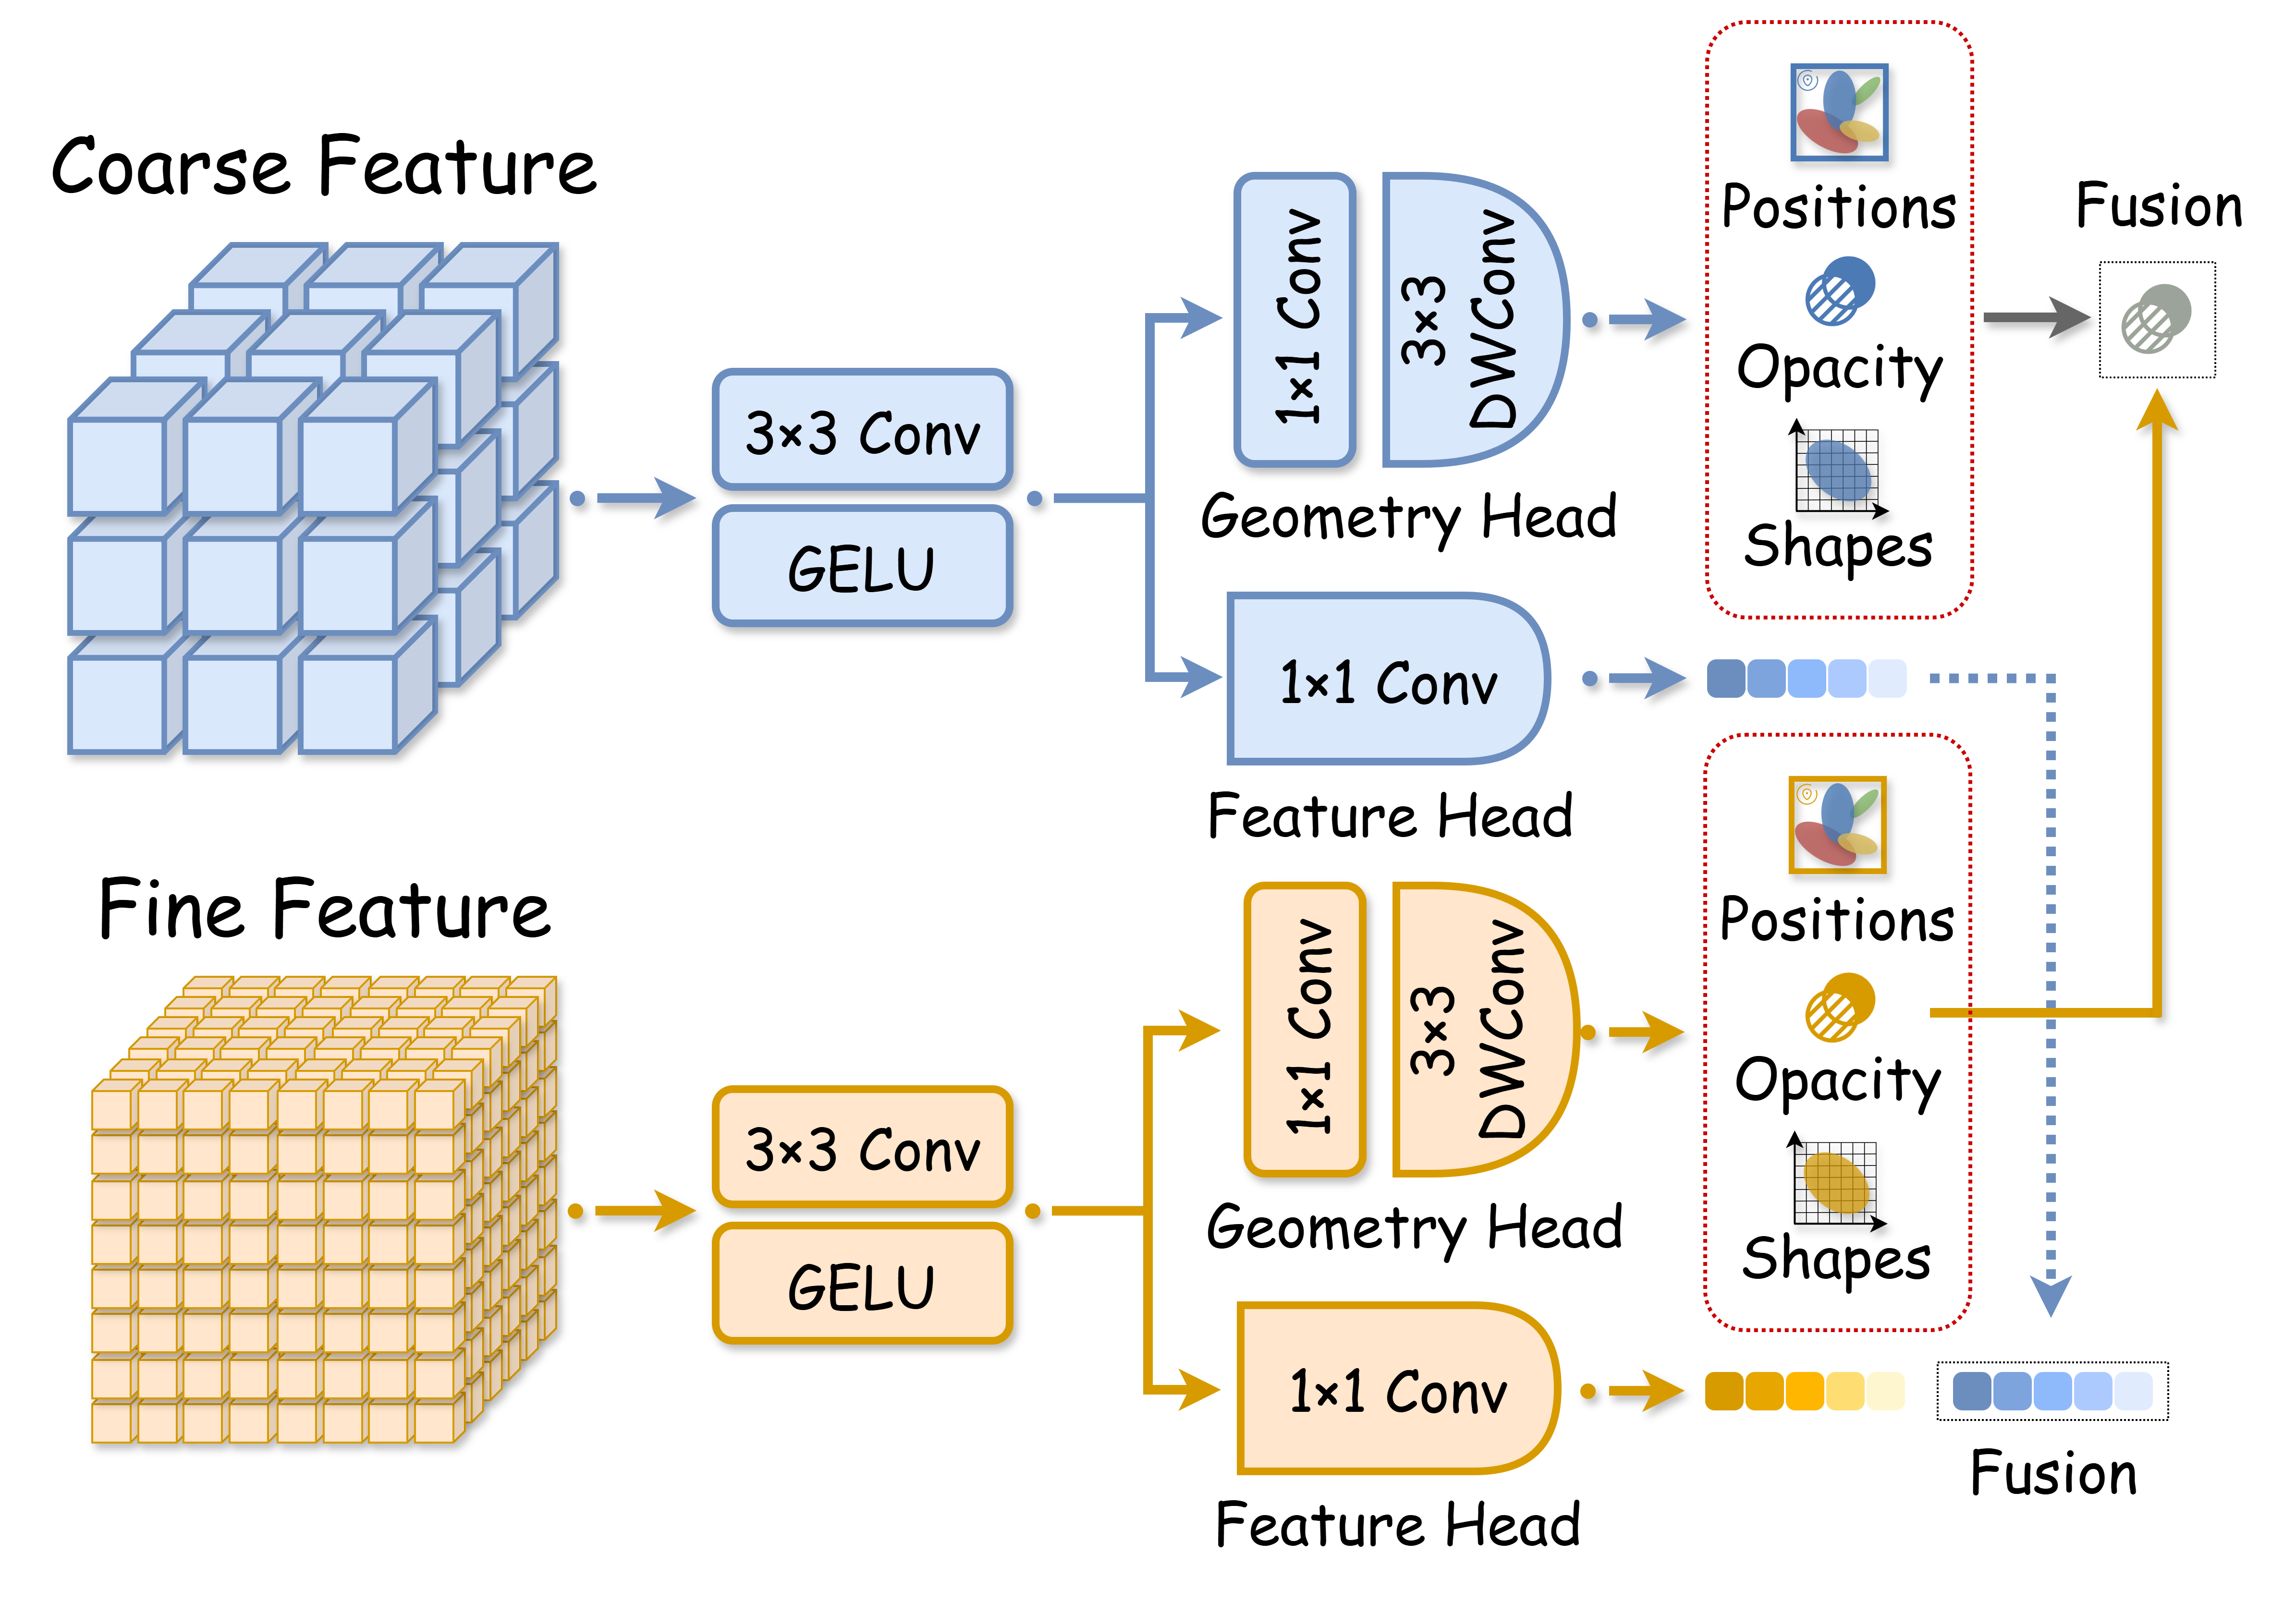 Coarse Feature
3×3 Conv
GELU
1×1 Conv
3×3
DWConv
Geometry Head
1×1 Conv
Feature Head
Positions
Opacity
Shapes
Fusion
Fine Feature
3×3 Conv
GELU
1×1 Conv
3×3
DWConv
Geometry Head
1×1 Conv
Feature Head
Positions
Opacity
Shapes
Fusion